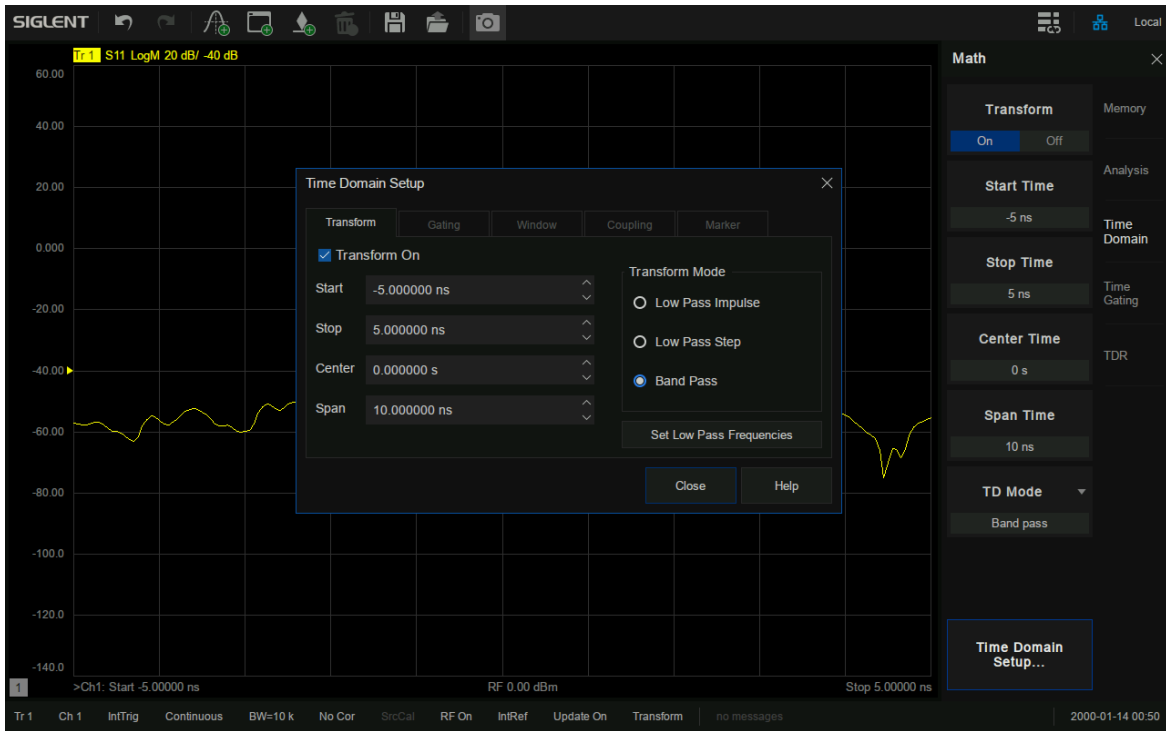 SIGLENT
Local
Tr 1 S11 LogM 20 dB/ -40 dB
60.00
40.00
20.00
0.000
-20.00
-40.00
-60.00
-80.00
-100.0
-120.0
-140.0
Time Domain Setup
Transform Gating Window Coupling Marker
Transform On
Start -5.000000 ns
Stop 5.000000 ns
Center 0.000000 s
Span 10.000000 ns
Transform Mode
Low Pass Impulse
Low Pass Step
Band Pass
Set Low Pass Frequencies
Close Help
Math
Transform
On Off
Start Time
-5 ns
Stop Time
5 ns
Center Time
0 s
Span Time
10 ns
TD Mode
Band pass
Time Domain
Setup...
Memory
Analysis
Time
Domain
Time
Gating
TDR
1 >Ch1: Start -5.00000 ns RF 0.00 dBm Stop 5.00000 ns
Tr 1 Ch 1 IntTrig Continuous BW=10 k No Cor SrcCal RF On IntRef Update On Transform no messages 2000-01-14 00:50